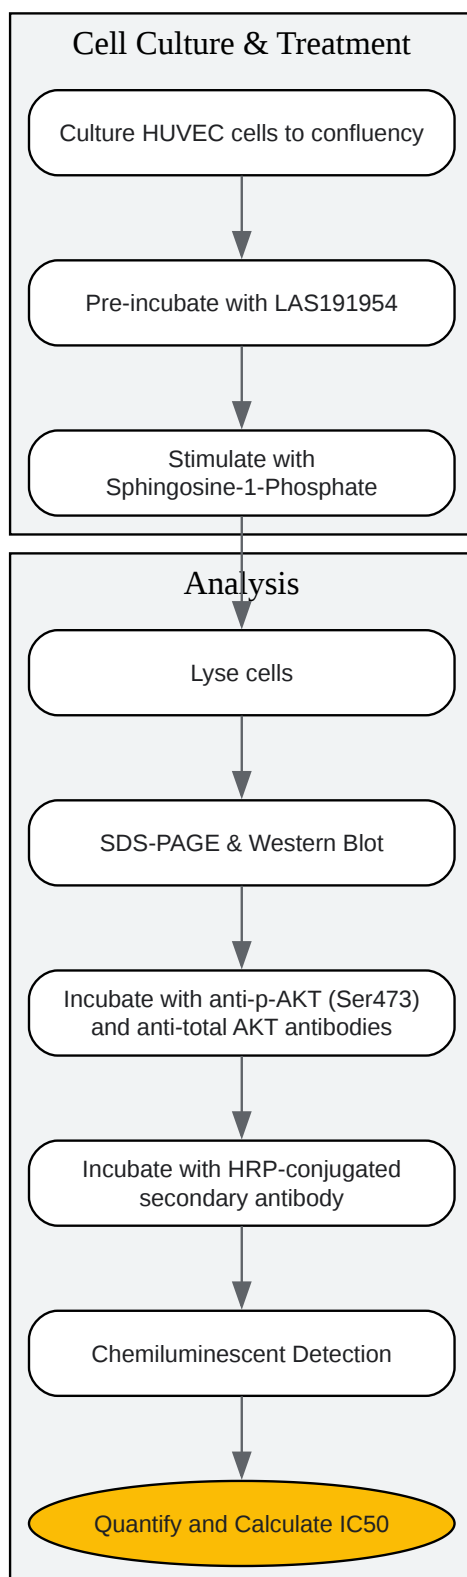 Cell Culture & Treatment
Culture HUVEC cells to confluency
Pre-incubate with LAS191954
Stimulate with
Sphingosine-1-Phosphate
Analysis
Lyse cells
SDS-PAGE & Western Blot
Incubate with anti-p-AKT (Ser473)
and anti-total AKT antibodies
Incubate with HRP-conjugated
secondary antibody
Chemiluminescent Detection
Quantify and Calculate IC50